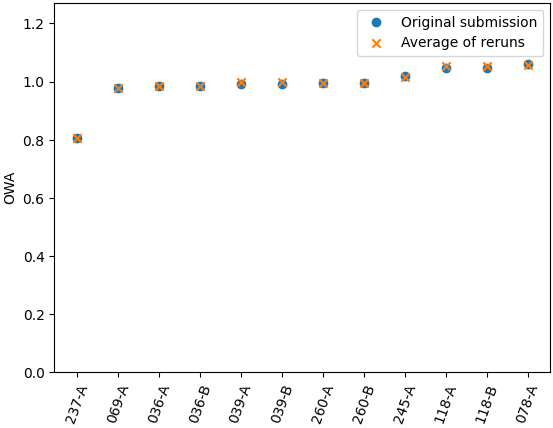 Original submission
Average of reruns
OWA
1.2
1.0
0.8
0.6
0.4
0.2
0.0
237-A
069-A
036-A
036-B
039-A
039-B
260-A
260-B
245-A
118-A
118-B
078-A